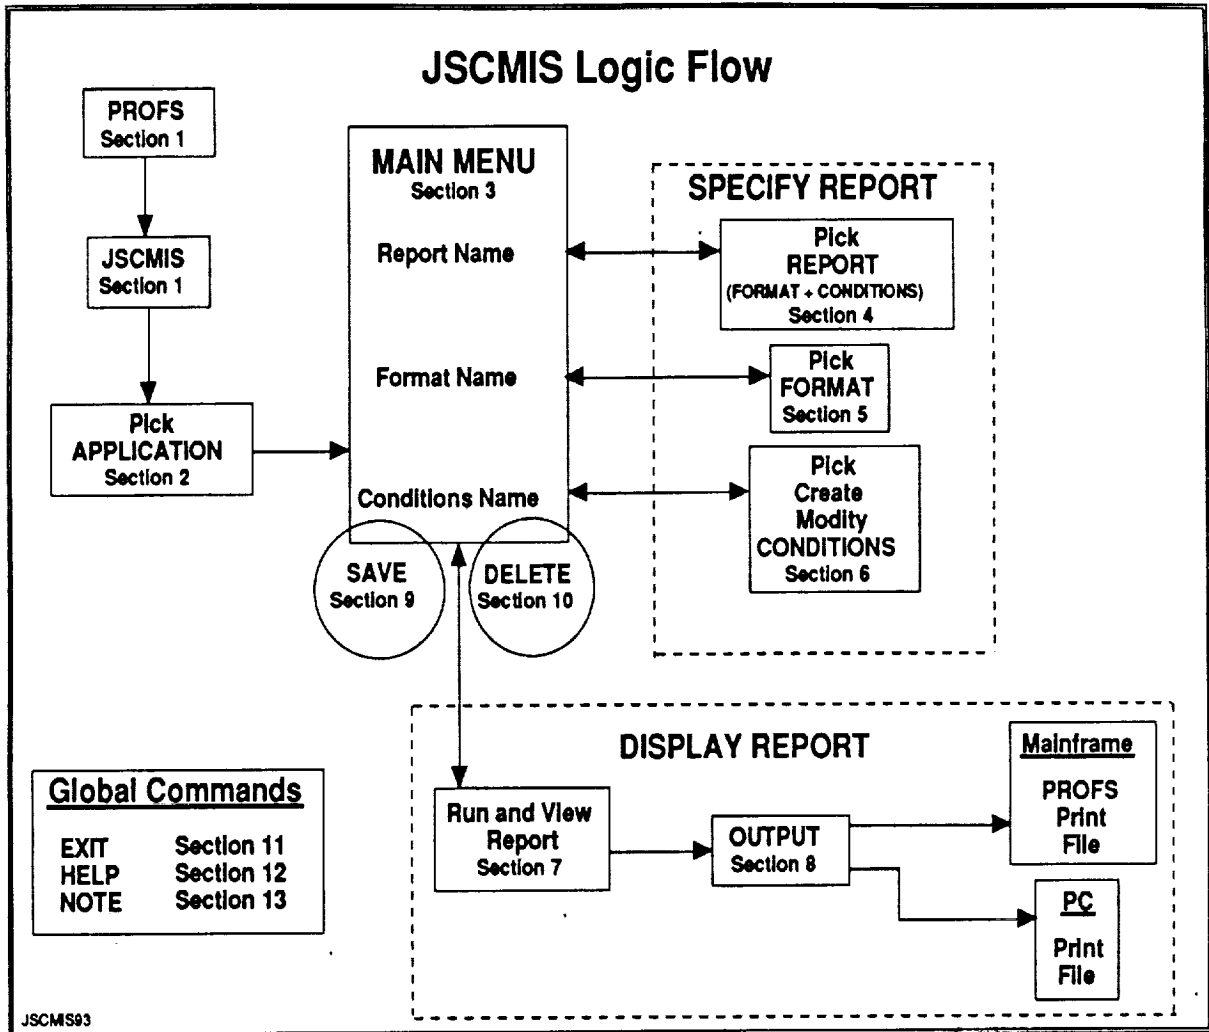 JSCMIS Logic Flow
PROFS
Section 1
JSCMIS
Section 1
Pick
APPLICATION
Section 2
MAIN MENU
Section 3
Report Name
Format Name
Conditions Name
SAVE
Section 9
DELETE
Section 10
SPECIFY REPORT
Pick
REPORT
(FORMAT + CONDITIONS)
Section 4
Pick
FORMAT
Section 5
Pick
Create
Modity
CONDITIONS
Section 6
DISPLAY REPORT
Run and View
Report
Section 7
OUTPUT
Section 8
Mainframe
PROFS
Print
File
PC
Print
File
Global Commands
EXIT Section 11
HELP Section 12
NOTE Section 13
JSCMIS93